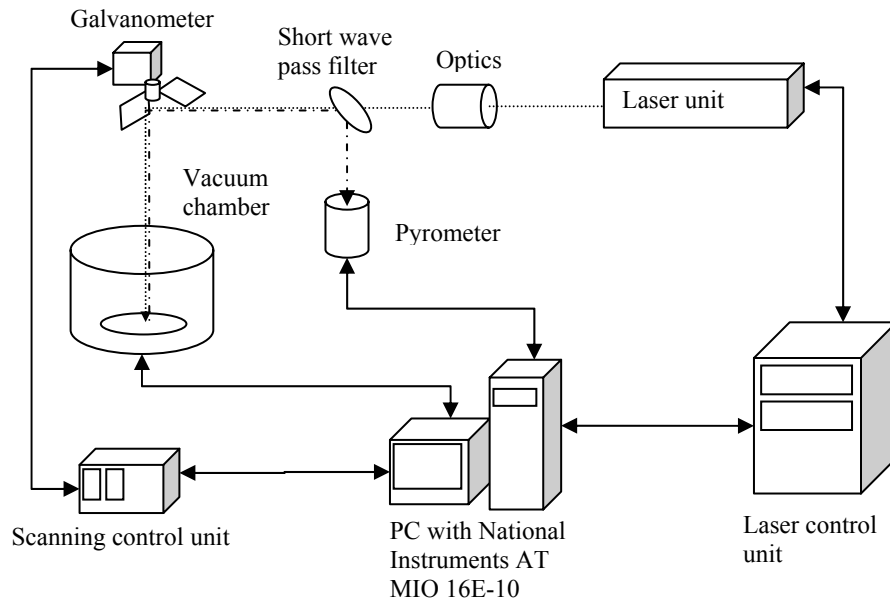 Galvanometer
Short wave
pass filter
Optics
Laser unit
Vacuum
chamber
Pyrometer
Scanning control unit
PC with National
Instruments AT
MIO 16E-10
Laser control
unit